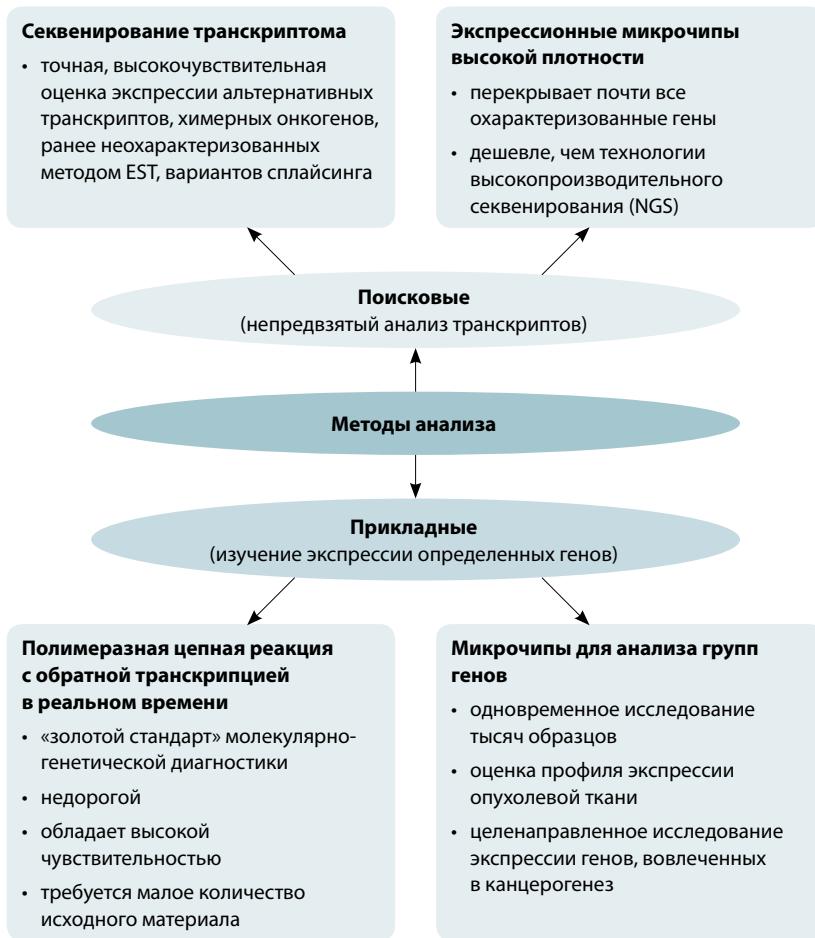 Секвенирование транскриптома
• точная, высокочувствительная
оценка экспрессии альтернативных
транскриптов, химерных онкогенов,
ранее неохарактеризованных
методом EST, вариантов сплайсинга
Экспрессионные микрочипы
высокой плотности
• перекрывает почти все
охарактеризованные гены
• дешевле, чем технологии
высокопроизводительного
секвенирования (NGS)
Поисковые
(непредвзятый анализ транскриптов)
Методы анализа
Прикладные
(изучение экспрессии определенных генов)
Полимеразная цепная реакция
с обратной транскрипцией
в реальном времени
• «золотой стандарт» молекулярно-
генетической диагностики
• недорогой
• обладает высокой
чувствительностью
• требуется малое количество
исходного материала
Микрочипы для анализа групп
генов
• одновременное исследование
тысяч образцов
• оценка профиля экспрессии
опухолевой ткани
• целенаправленное исследование
экспрессии генов, вовлеченных
в канцерогенез